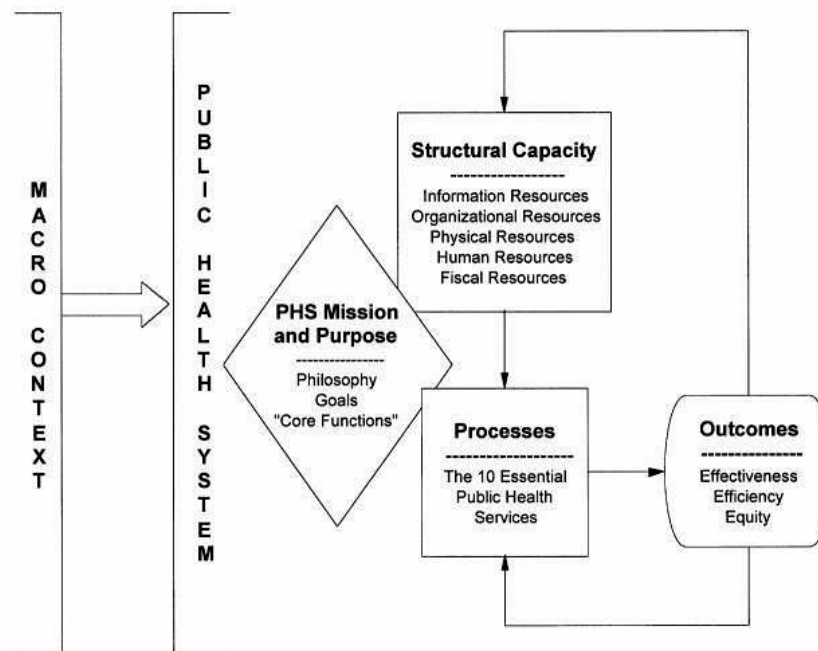 MACRO CONTEXT
PUBLIC HEALTH SYSTEM
Structural Capacity
------------------
Information Resources
Organizational Resources
Physical Resources
Human Resources
Fiscal Resources
PHS Mission
and Purpose
----------------
Philosophy
Goals
"Core Functions"
Processes
--------------------
The 10 Essential
Public Health
Services
Outcomes
----------------
Effectiveness
Efficiency
Equity